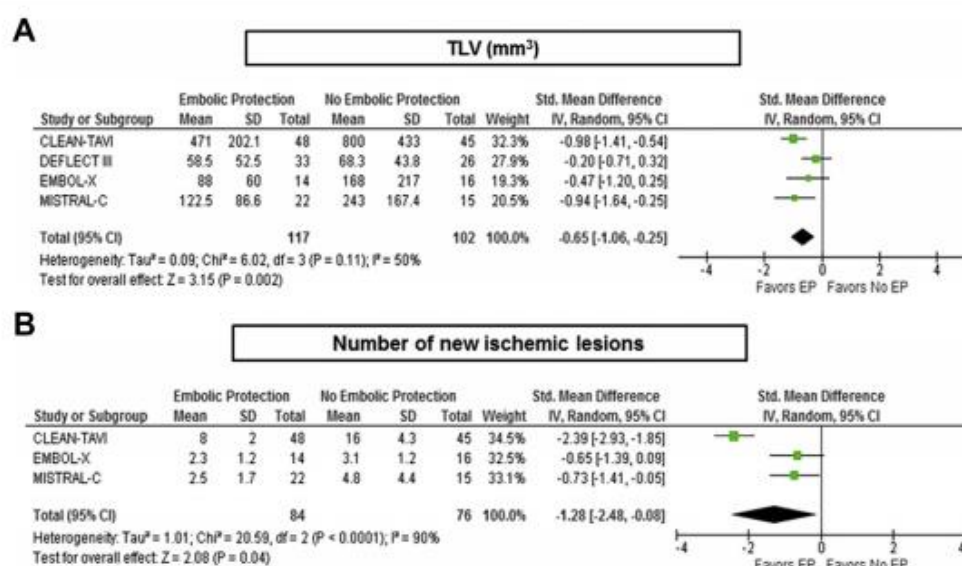 A
TLV (mm³)
Embolic Protection No Embolic Protection Std. Mean Difference Std. Mean Difference
Study or Subgroup Mean SD Total Mean SD Total Weight IV, Random, 95% CI IV, Random, 95% CI
CLEAN-TAVI 471 202.1 48 800 433 45 32.3% -0.98 [-1.41, -0.54]
DEFLECT III 58.5 52.5 33 68.3 43.8 26 27.9% -0.20 [-0.71, 0.32]
EMBOL-X 88 60 14 168 217 16 19.3% -0.47 [-1.20, 0.25]
MISTRAL-C 122.5 86.6 22 243 167.4 15 20.5% -0.94 [-1.64, -0.25]
Total (95% CI) 117 102 100.0% -0.65 [-1.06, -0.25]
Heterogeneity: Tau² = 0.09; Chi² = 6.02, df = 3 (P = 0.11); I² = 50%
Test for overall effect: Z = 3.15 (P = 0.002)
-4 -2 0 2 4
Favors EP Favors No EP
B
Number of new ischemic lesions
Embolic Protection No Embolic Protection Std. Mean Difference Std. Mean Difference
Study or Subgroup Mean SD Total Mean SD Total Weight IV, Random, 95% CI IV, Random, 95% CI
CLEAN-TAVI 8 2 48 16 4.3 45 34.5% -2.39 [-2.93, -1.85]
EMBOL-X 2.3 1.2 14 3.1 1.2 16 32.5% -0.65 [-1.39, 0.09]
MISTRAL-C 2.5 1.7 22 4.8 4.4 15 33.1% -0.73 [-1.41, -0.05]
Total (95% CI) 84 76 100.0% -1.28 [-2.48, -0.08]
Heterogeneity: Tau² = 1.01; Chi² = 20.59, df = 2 (P < 0.0001); I² = 90%
Test for overall effect: Z = 2.08 (P = 0.04)
-4 -2 0 2 4
Favors EP Favors No EP